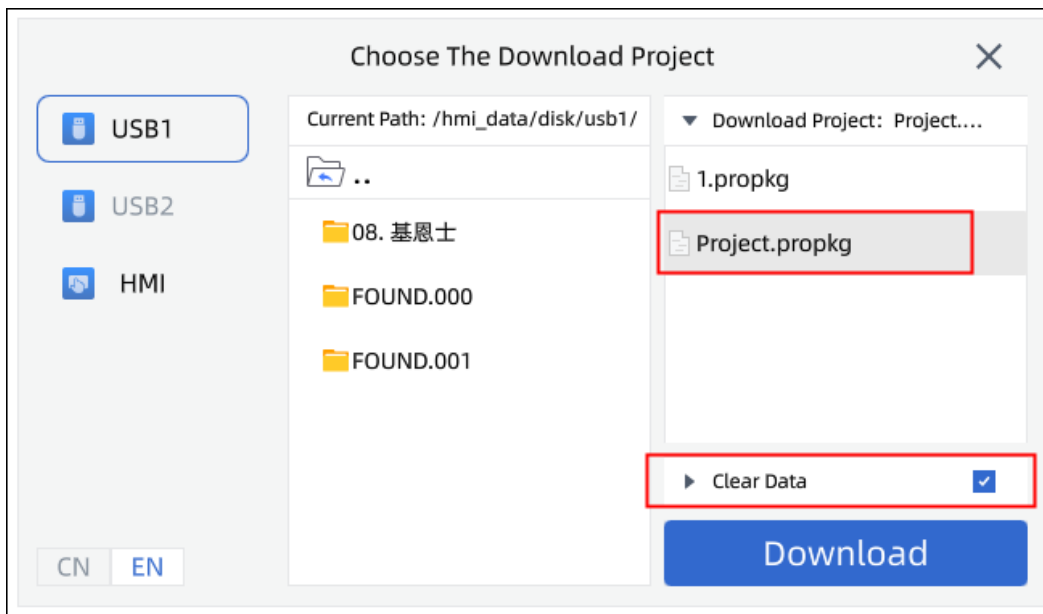 Choose The Download Project
USB1
USB2
HMI
CN EN
Current Path: /hmi_data/disk/usb1/
..
08. 基恩士
FOUND.000
FOUND.001
Download Project: Project....
1.propkg
Project.propkg
Clear Data
Download